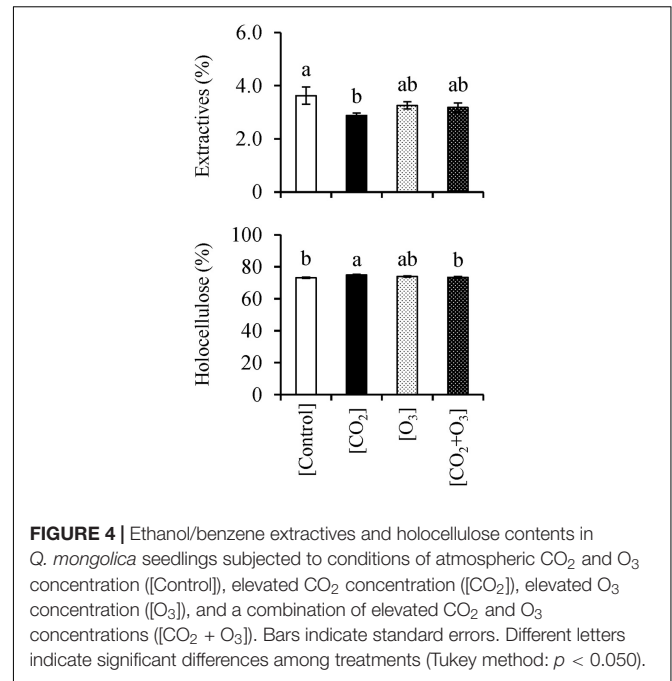 6.0
4.0
2.0
0
Extractives (%)
a
b
ab
ab
100
80
60
40
20
0
Holocellulose (%)
b
a
ab
b
[Control]
[CO₂]
[O₃]
[CO₂+O₃]
FIGURE 4 | Ethanol/benzene extractives and holocellulose contents in
Q. mongolica seedlings subjected to conditions of atmospheric CO₂ and O₃
concentration ([Control]), elevated CO₂ concentration ([CO₂]), elevated O₃
concentration ([O₃]), and a combination of elevated CO₂ and O₃
concentrations ([CO₂ + O₃]). Bars indicate standard errors. Different letters
indicate significant differences among treatments (Tukey method: p < 0.050).